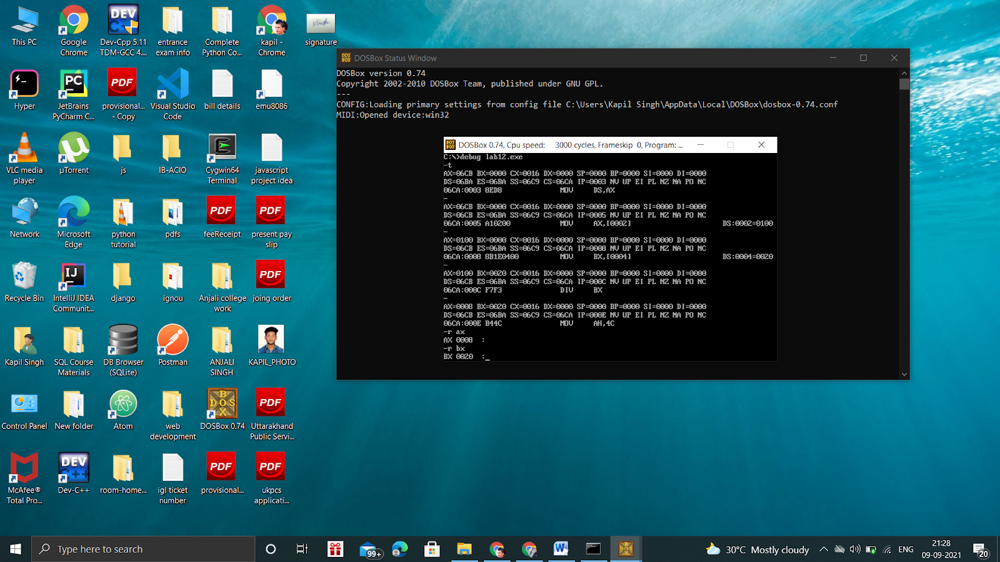 This PC
Google
Chrome
Dev-Cpp 5.11
TDM-GCC 4....
entrance
exam info
Complete
Python Co...
kapil -
Chrome
signature
Hyper
JetBrains
PyCharm C...
provisional...
- Copy
Visual Studio
Code
bill details
emu8086
VLC media
player
µTorrent
js
IB-ACIO
Cygwin64
Terminal
javascript
project idea
Network
Microsoft
Edge
python
tutorial
pdfs
feeReceipt
present pay
slip
Recycle Bin
IntelliJ IDEA
Communit...
django
ignou
Anjali college
work
joing order
Kapil Singh
SQL Course
Materials
DB Browser
(SQLite)
Postman
ANJALI
SINGH
KAPIL_PHOTO
Control Panel
New folder
Atom
web
development
DOSBox 0.74
Uttarakhand
Public Servi...
McAfee®
Total Pro...
Dev-C++
room-home...
igl ticket
number
provisional...
ukpcs
applicati...
DOSBox Status Window
DOSBox version 0.74
Copyright 2002-2010 DOSBox Team, published under GNU GPL.
---
CONFIG:Loading primary settings from config file C:\Users\Kapil Singh\AppData\Local\DOSBox\dosbox-0.74.conf
MIDI:Opened device:win32
DOSBox 0.74, Cpu speed: 3000 cycles, Frameskip 0, Program: ...
C:\>debug lab12.exe
-t
AX=06CB BX=0000 CX=0016 DX=0000 SP=0000 BP=0000 SI=0000 DI=0000
DS=06BA ES=06BA SS=06C9 CS=06CA IP=0003 NV UP EI PL NZ NA PO NC
06CA:0003 8ED8 MOV DS,AX
-
AX=06CB BX=0000 CX=0016 DX=0000 SP=0000 BP=0000 SI=0000 DI=0000
DS=06CB ES=06BA SS=06C9 CS=06CA IP=0005 NV UP EI PL NZ NA PO NC
06CA:0005 A10200 MOV AX,[0002] DS:0002=0100
-
AX=0100 BX=0000 CX=0016 DX=0000 SP=0000 BP=0000 SI=0000 DI=0000
DS=06CB ES=06BA SS=06C9 CS=06CA IP=0008 NV UP EI PL NZ NA PO NC
06CA:0008 8B1E0400 MOV BX,[0004] DS:0004=0020
-
AX=0100 BX=0020 CX=0016 DX=0000 SP=0000 BP=0000 SI=0000 DI=0000
DS=06CB ES=06BA SS=06C9 CS=06CA IP=000C NV UP EI PL NZ NA PO NC
06CA:000C F7F3 DIV BX
-
AX=0008 BX=0020 CX=0016 DX=0000 SP=0000 BP=0000 SI=0000 DI=0000
DS=06CB ES=06BA SS=06C9 CS=06CA IP=000E NV UP EI PL NZ NA PO NC
06CA:000E B44C MOV AH,4C
-r ax
AX 0008 :
-r bx
BX 0020 :_
Type here to search
99+
30°C Mostly cloudy
ENG
21:28
09-09-2021
20